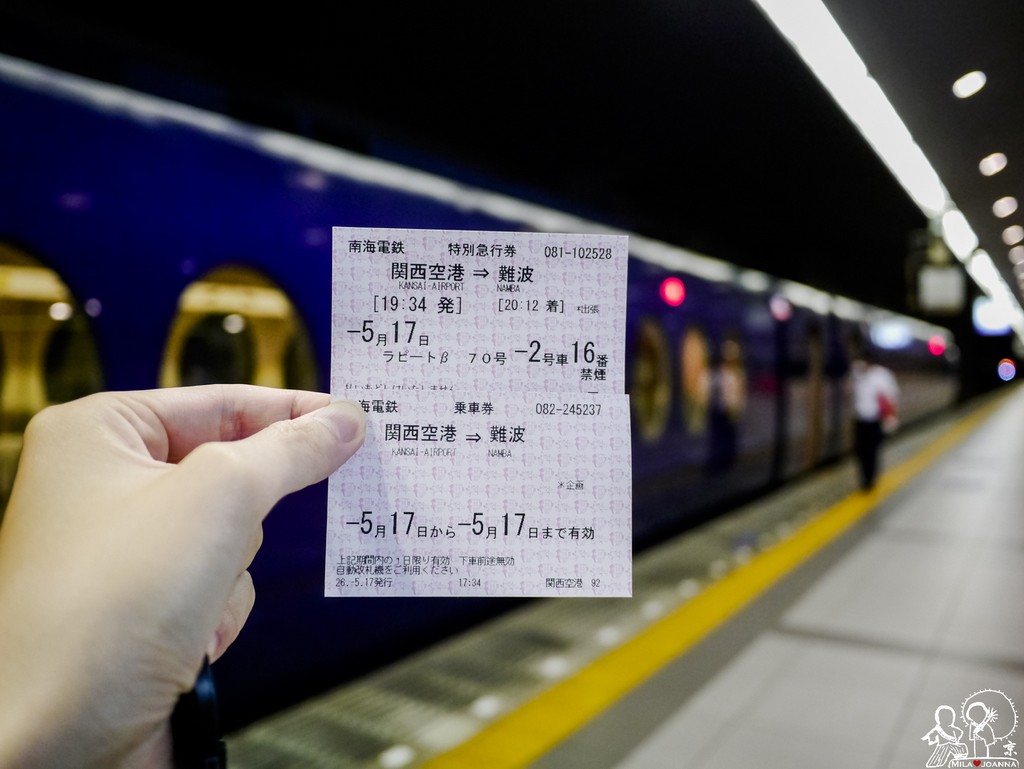 南海電鉄 特別急行券 081-102528
関西空港 ⇒ 難波
KANSAI-AIRPORT NAMBA
[19:34 発] [20:12 着] *出張
-5月17日
ラピートβ 70号 -2号車 16番
禁煙
海電鉄 乗車券 082-245237
関西空港 ⇒ 難波
KANSAI-AIRPORT NAMBA
*企画
-5月17日から-5月17日まで有効
上記期間内の1日限り有効 下車前途無効
自動改札機をご利用ください
26.-5.17発行 17:34 関西空港 92
京
MILA♥JOANNA